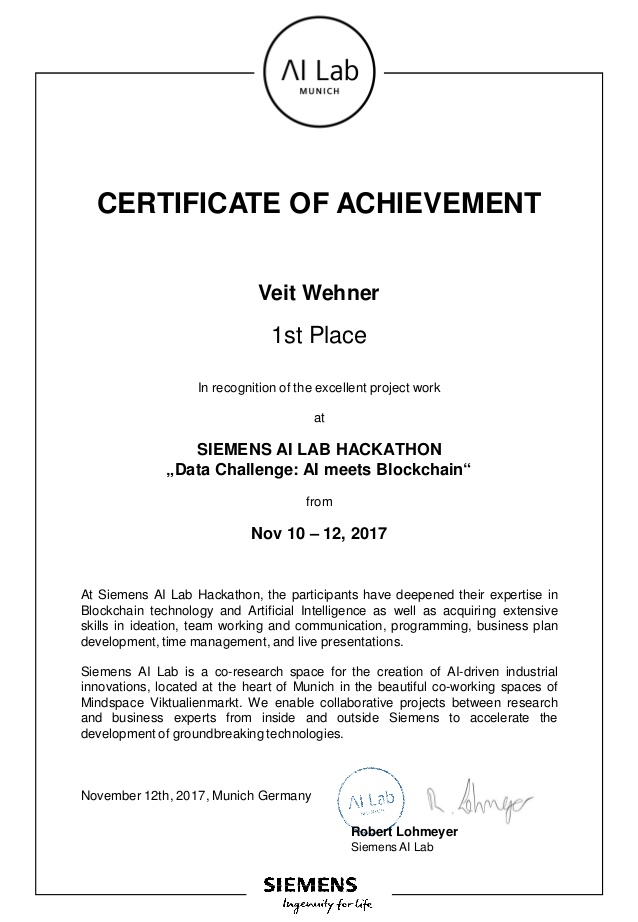 AI Lab
MUNICH
CERTIFICATE OF ACHIEVEMENT
Veit Wehner
1st Place
In recognition of the excellent project work
at
SIEMENS AI LAB HACKATHON
„Data Challenge: AI meets Blockchain“
from
Nov 10 – 12, 2017
At Siemens AI Lab Hackathon, the participants have deepened their expertise in
Blockchain technology and Artificial Intelligence as well as acquiring extensive
skills in ideation, team working and communication, programming, business plan
development, time management, and live presentations.
Siemens AI Lab is a co-research space for the creation of AI-driven industrial
innovations, located at the heart of Munich in the beautiful co-working spaces of
Mindspace Viktualienmarkt. We enable collaborative projects between research
and business experts from inside and outside Siemens to accelerate the
development of groundbreaking technologies.
November 12th, 2017, Munich Germany
AI Lab
MUNICH
R. Lohmeyer
Robert Lohmeyer
Siemens AI Lab
SIEMENS
Ingenuity for life